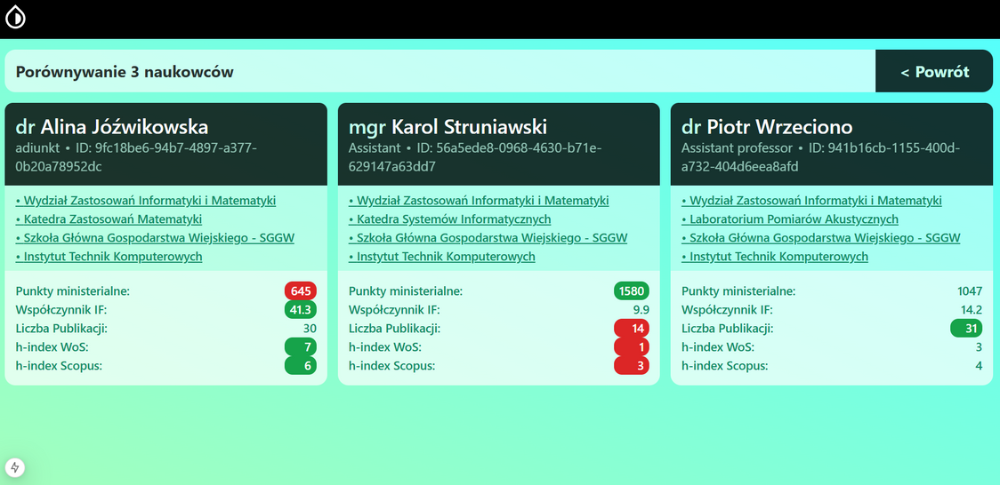 Porównywanie 3 naukowców
< Powrót
dr Alina Jóźwikowska
adiunkt • ID: 9fc18be6-94b7-4897-a377-
0b20a78952dc
• Wydział Zastosowań Informatyki i Matematyki
• Katedra Zastosowań Matematyki
• Szkoła Główna Gospodarstwa Wiejskiego - SGGW
• Instytut Technik Komputerowych
Punkty ministerialne: 645
Współczynnik IF: 41.3
Liczba Publikacji: 30
h-index WoS: 7
h-index Scopus: 6
mgr Karol Struniawski
Assistant • ID: 56a5ede8-0968-4630-b71e-
629147a63dd7
• Wydział Zastosowań Informatyki i Matematyki
• Katedra Systemów Informatycznych
• Szkoła Główna Gospodarstwa Wiejskiego - SGGW
• Instytut Technik Komputerowych
Punkty ministerialne: 1580
Współczynnik IF: 9.9
Liczba Publikacji: 14
h-index WoS: 1
h-index Scopus: 3
dr Piotr Wrzeciono
Assistant professor • ID: 941b16cb-1155-400d-
a732-404d6eea8afd
• Wydział Zastosowań Informatyki i Matematyki
• Laboratorium Pomiarów Akustycznych
• Szkoła Główna Gospodarstwa Wiejskiego - SGGW
• Instytut Technik Komputerowych
Punkty ministerialne: 1047
Współczynnik IF: 14.2
Liczba Publikacji: 31
h-index WoS: 3
h-index Scopus: 4